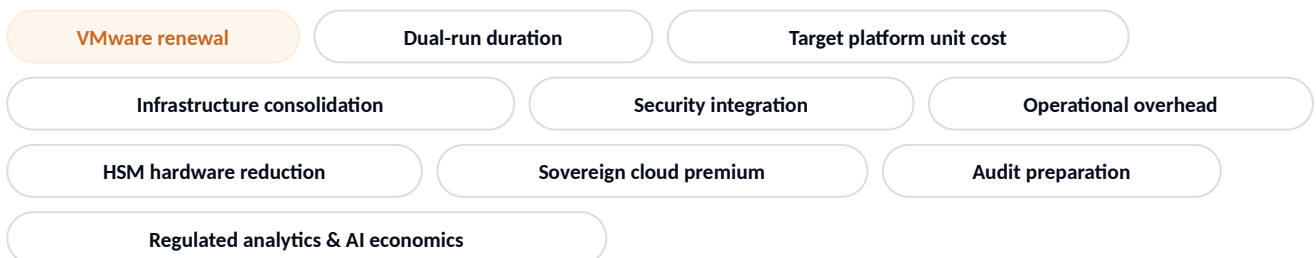 VMware renewal Dual-run duration Target platform unit cost
Infrastructure consolidation Security integration Operational overhead
HSM hardware reduction Sovereign cloud premium Audit preparation
Regulated analytics & AI economics